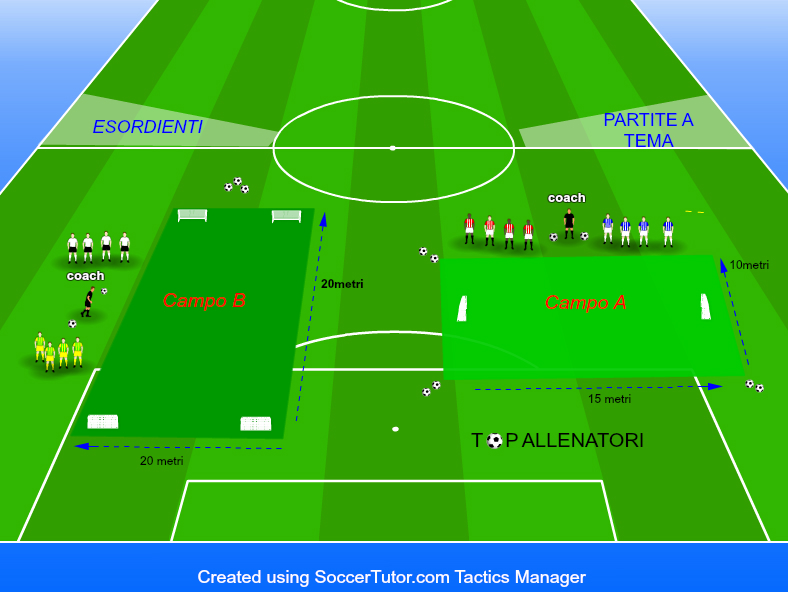 ESORDIENTI
PARTITE A
TEMA
coach
coach
20metri
10metri
Campo B
Campo A
15 metri
20 metri
T P ALLENATORI
Created using SoccerTutor.com Tactics Manager